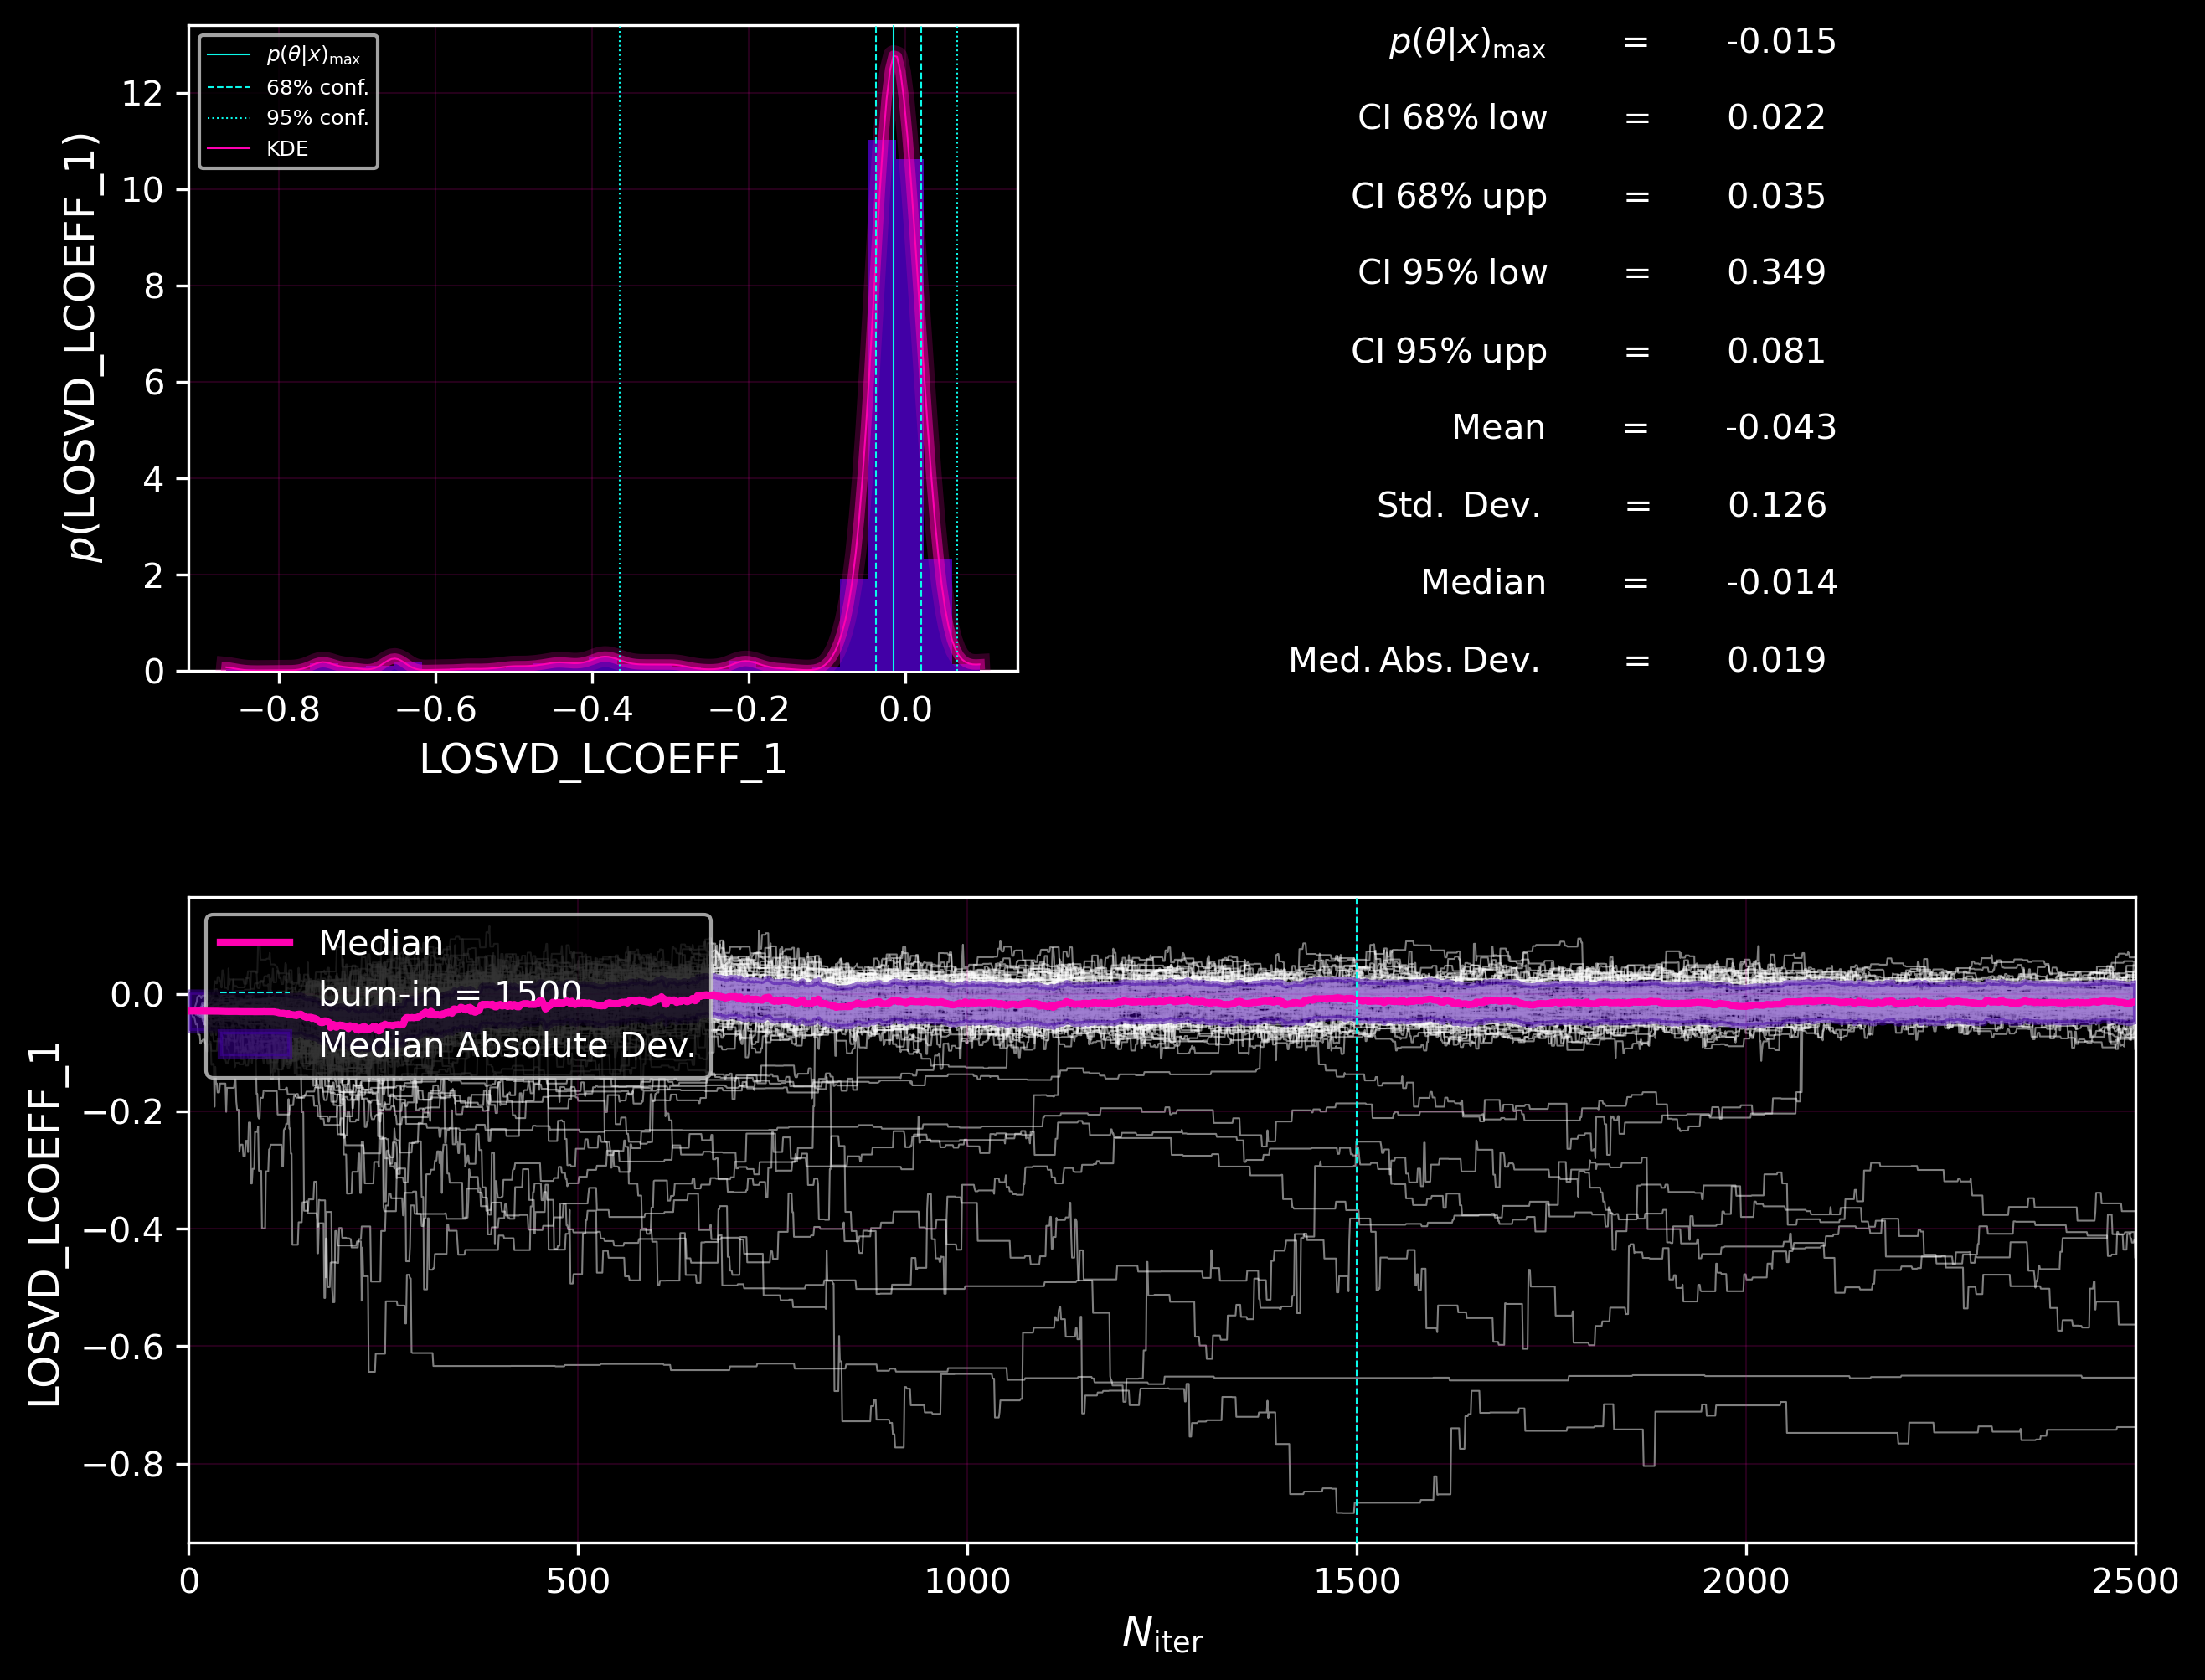 p(θ|x)max
68% conf.
95% conf.
KDE
12
10
8
6
4
2
0
p(LOSVD_LCOEFF_1)
−0.8 −0.6 −0.4 −0.2 0.0
LOSVD_LCOEFF_1
p(θ|x)max = -0.015
CI 68% low = 0.022
CI 68% upp = 0.035
CI 95% low = 0.349
CI 95% upp = 0.081
Mean = -0.043
Std. Dev. = 0.126
Median = -0.014
Med. Abs. Dev. = 0.019
Median
burn-in = 1500
Median Absolute Dev.
0.0
−0.2
−0.4
−0.6
−0.8
LOSVD_LCOEFF_1
0 500 1000 1500 2000 2500
Niter